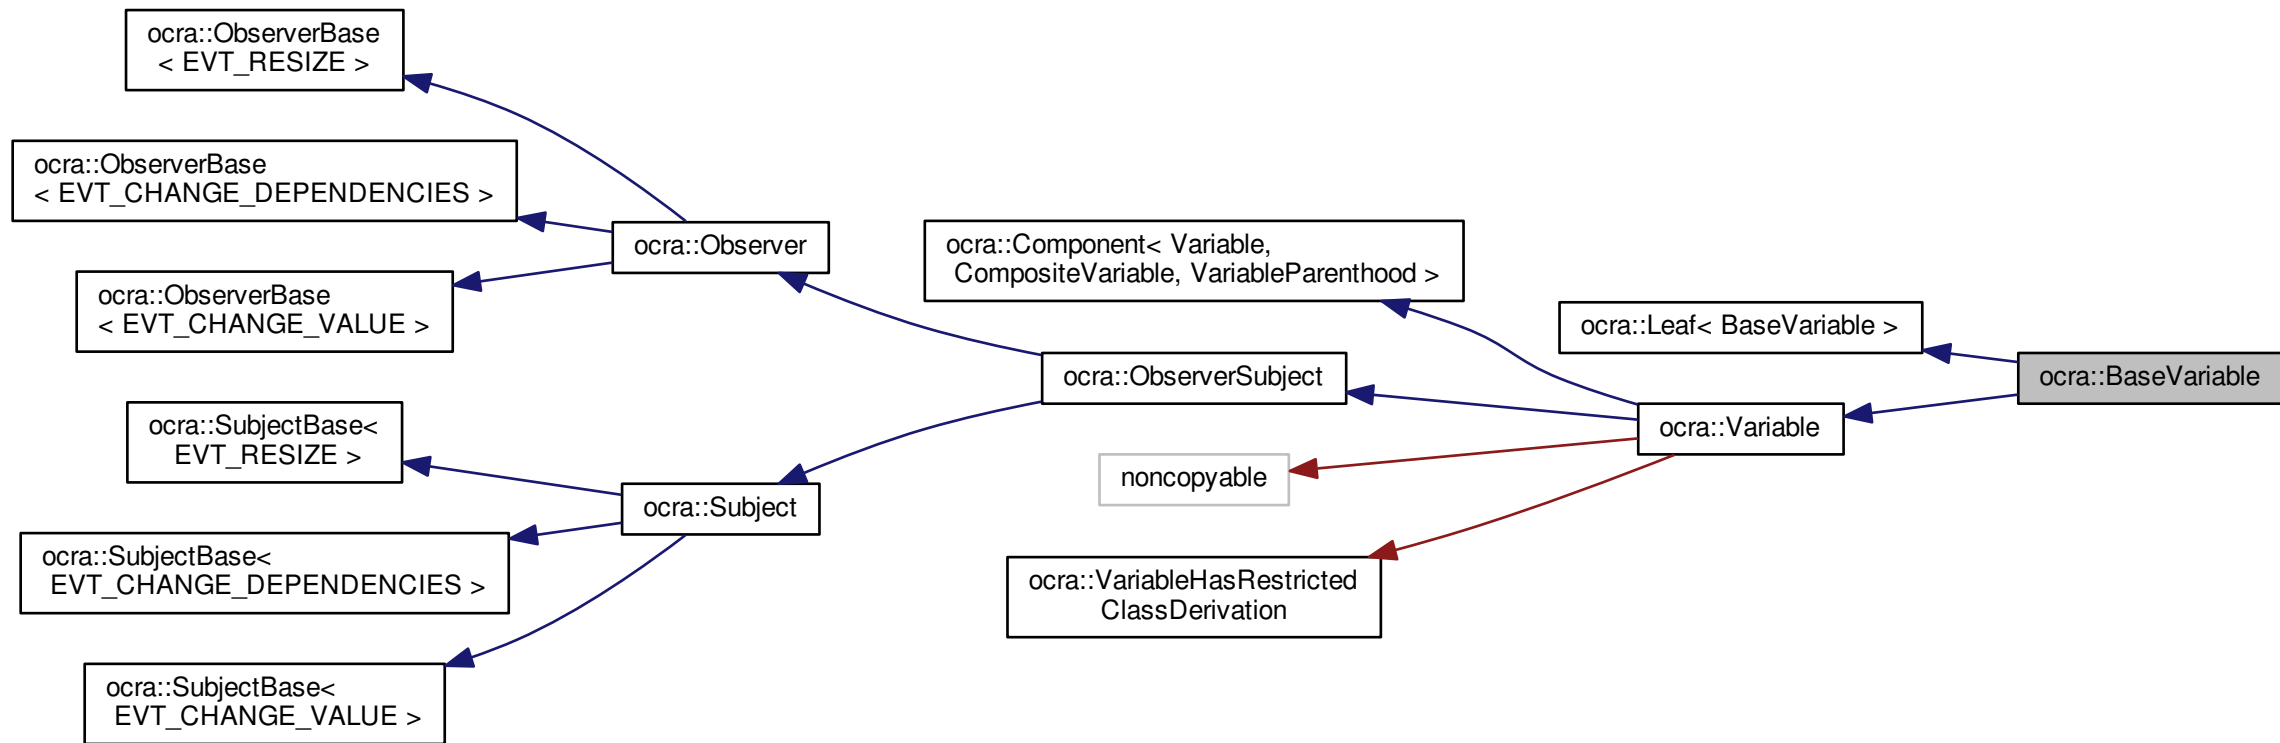 ocra::ObserverBase
< EVT_RESIZE >
ocra::ObserverBase
< EVT_CHANGE_DEPENDENCIES >
ocra::ObserverBase
< EVT_CHANGE_VALUE >
ocra::SubjectBase<
EVT_RESIZE >
ocra::SubjectBase<
EVT_CHANGE_DEPENDENCIES >
ocra::SubjectBase<
EVT_CHANGE_VALUE >
ocra::Observer
ocra::Subject
ocra::Component< Variable,
CompositeVariable, VariableParenthood >
ocra::ObserverSubject
noncopyable
ocra::VariableHasRestricted
ClassDerivation
ocra::Leaf< BaseVariable >
ocra::Variable
ocra::BaseVariable